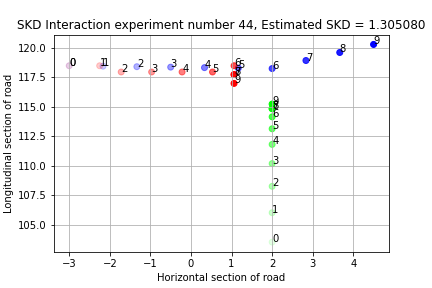 SKD Interaction experiment number 44, Estimated SKD = 1.305080
120.0
117.5
115.0
112.5
110.0
107.5
105.0
Longitudinal section of road
0 1 2 3 4 5 6 7 8 9
2 3 4 5 6 9
9 6 5 4 3 2 1 0
−3 −2 −1 0 1 2 3 4
Horizontal section of road